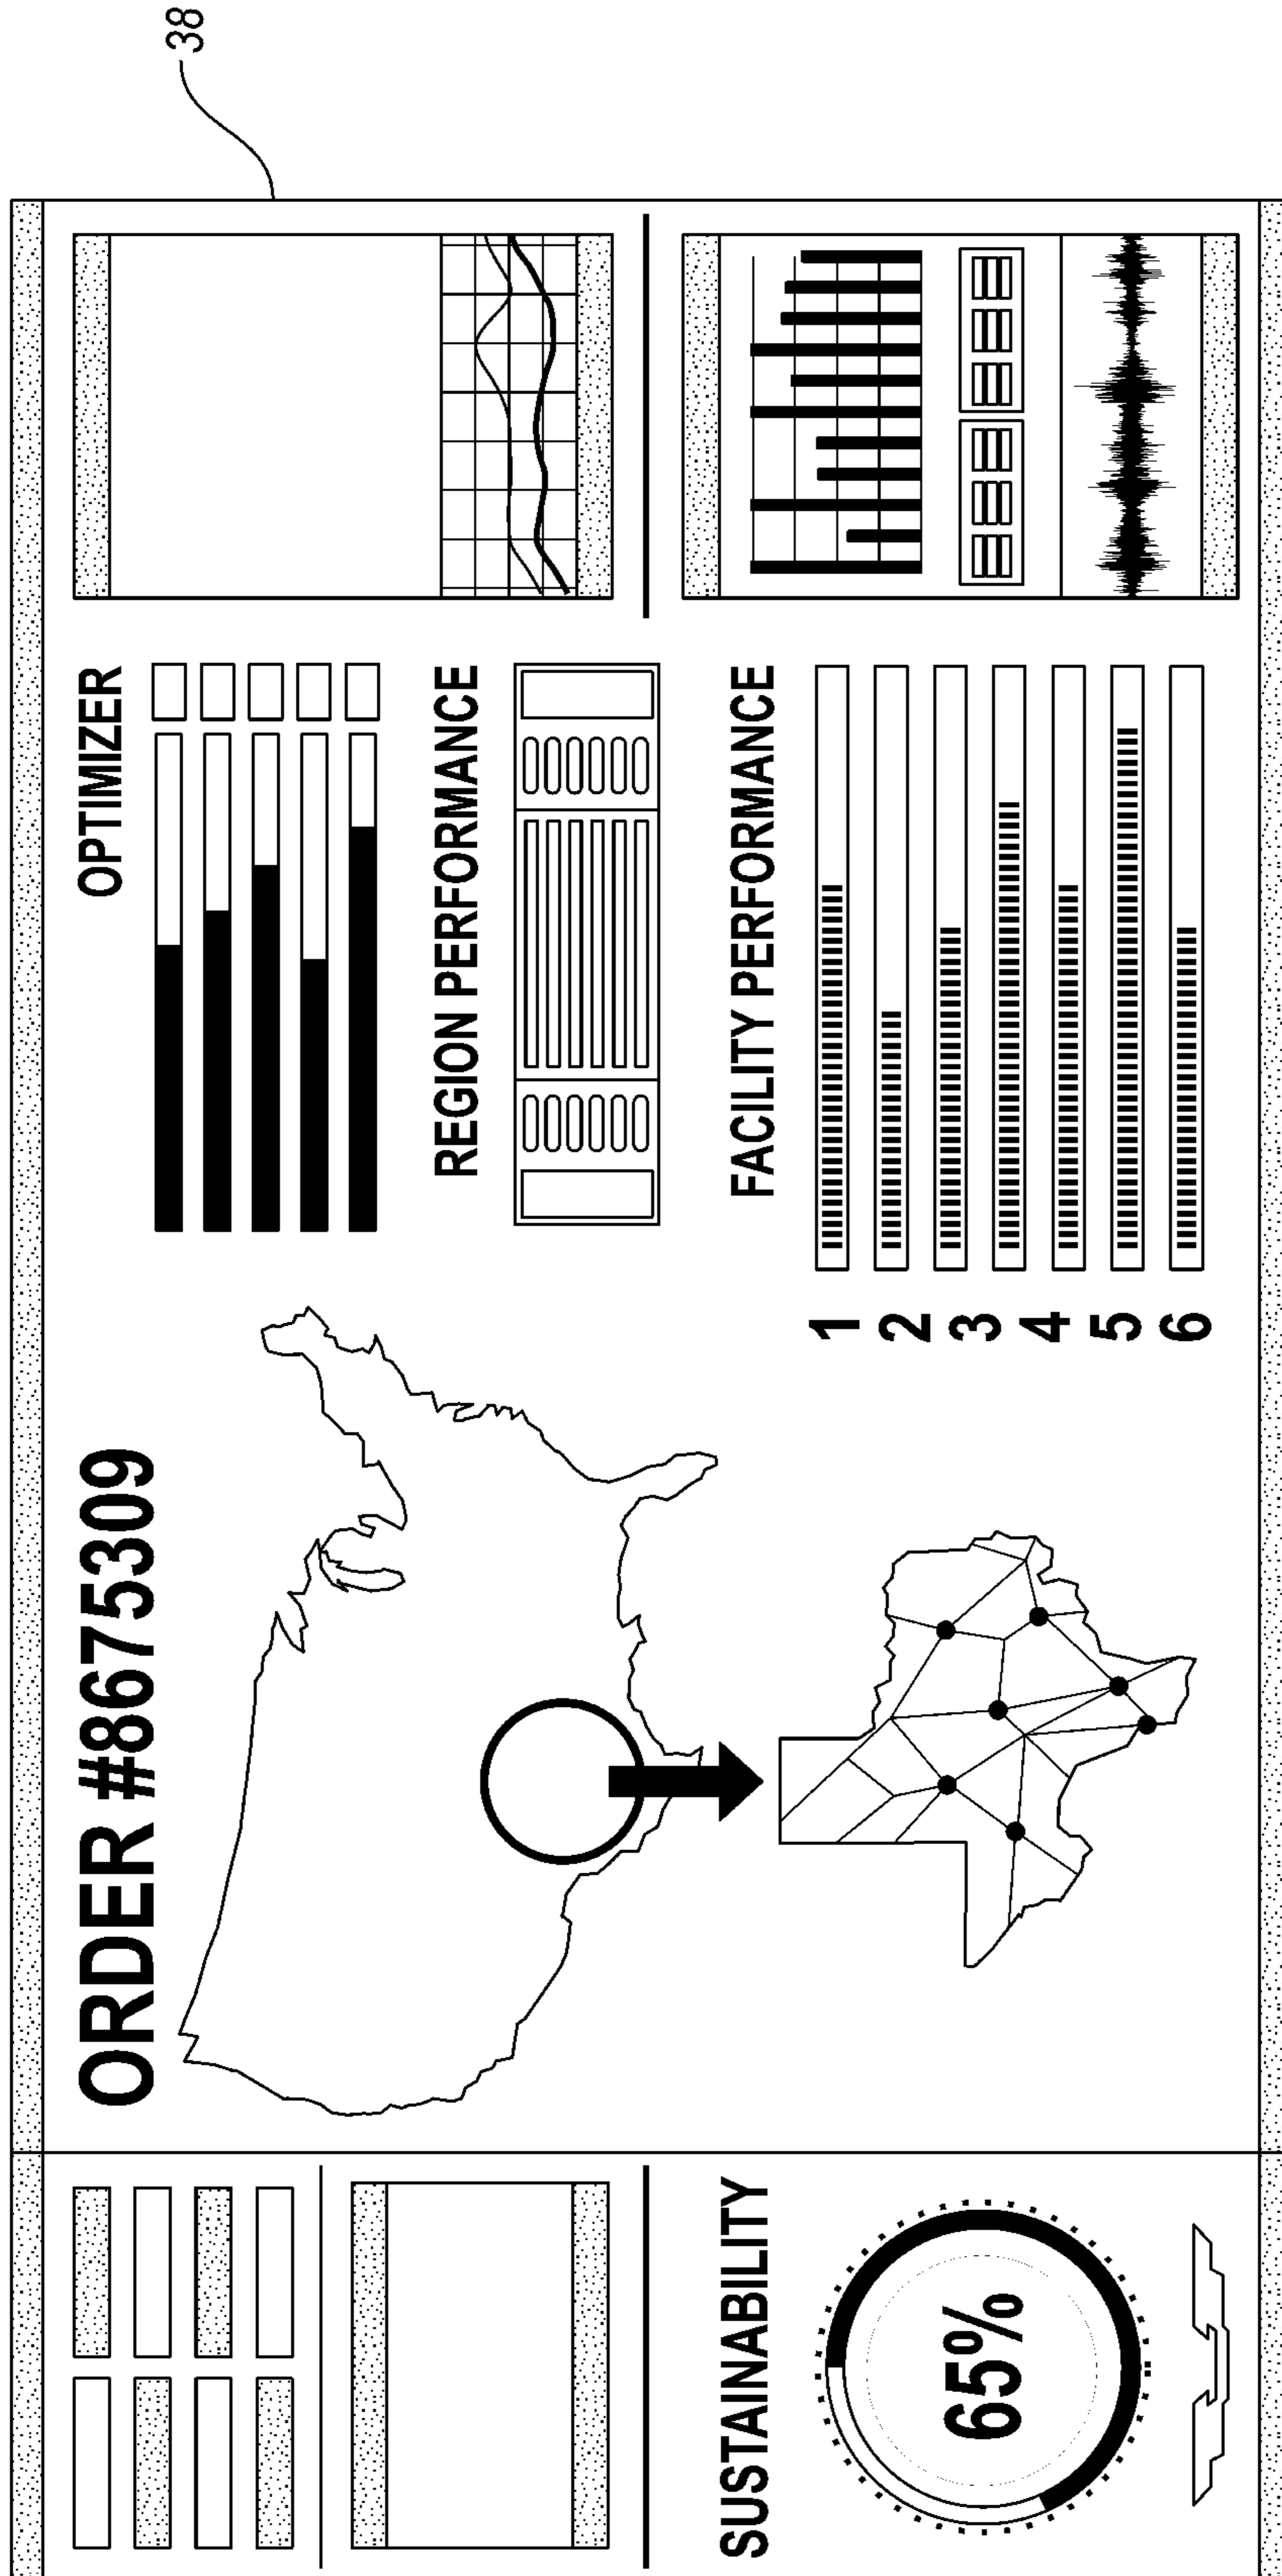 38
ORDER #8675309
OPTIMIZER
REGION PERFORMANCE
FACILITY PERFORMANCE
1
2
3
4
5
6
SUSTAINABILITY
65%